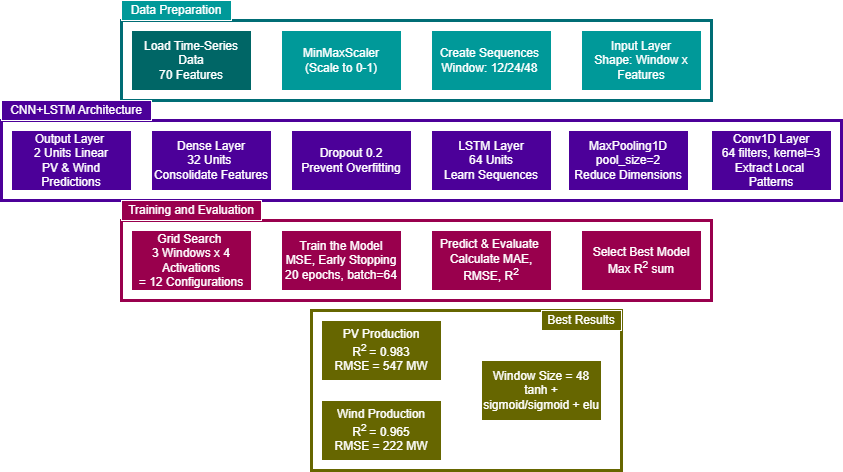 Data Preparation
Load Time-Series
Data
70 Features
MinMaxScaler
(Scale to 0-1)
Create Sequences
Window: 12/24/48
Input Layer
Shape: Window x
Features
CNN+LSTM Architecture
Output Layer
2 Units Linear
PV & Wind
Predictions
Dense Layer
32 Units
Consolidate Features
Dropout 0.2
Prevent Overfitting
LSTM Layer
64 Units
Learn Sequences
MaxPooling1D
pool_size=2
Reduce Dimensions
Conv1D Layer
64 filters, kernel=3
Extract Local
Patterns
Training and Evaluation
Grid Search
3 Windows x 4
Activations
= 12 Configurations
Train the Model
MSE, Early Stopping
20 epochs, batch=64
Predict & Evaluate
Calculate MAE,
RMSE, R²
Select Best Model
Max R² sum
Best Results
PV Production
R² = 0.983
RMSE = 547 MW
Window Size = 48
tanh +
sigmoid/sigmoid + elu
Wind Production
R² = 0.965
RMSE = 222 MW